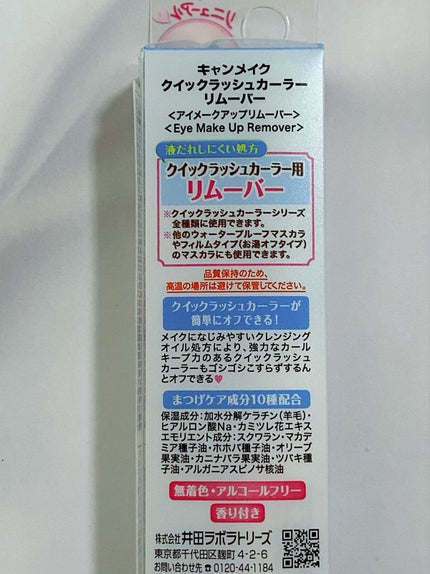 リニューアル
キャンメイク
クイックラッシュカーラー
リムーバー
<アイメークアップリムーバー>
<Eye Make Up Remover>
液だれしにくい処方
クイックラッシュカーラー用
リムーバー
※クイックラッシュカーラーシリーズ
全種類に使用できます。
※他のウォータープルーフマスカラ
やフィルムタイプ(お湯オフタイプ)
のマスカラにも使用できます。
品質保持のため、
高温の場所は避けて保管してください。
クイックラッシュカーラーが
簡単にオフできる!
メイクになじみやすいクレンジング
オイル処方により、強力なカール
キープ力のあるクイックラッシュ
カーラーもゴシゴシこすらずするん
とオフできる♥
まつげケア成分10種配合
保湿成分:加水分解ケラチン(羊毛)・
ヒアルロン酸Na・カミツレ花エキス
エモリエント成分:スクワラン・マカデ
ミア種子油・ホホバ種子油・オリーブ
果実油・カニナバラ果実油・ツバキ種
子油・アルガニアスピノサ核油
無着色・アルコールフリー
香り付き
株式会社 井田ラボラトリーズ
東京都千代田区麹町4-2-6
お問い合わせ先 ☎ 0120-44-1184